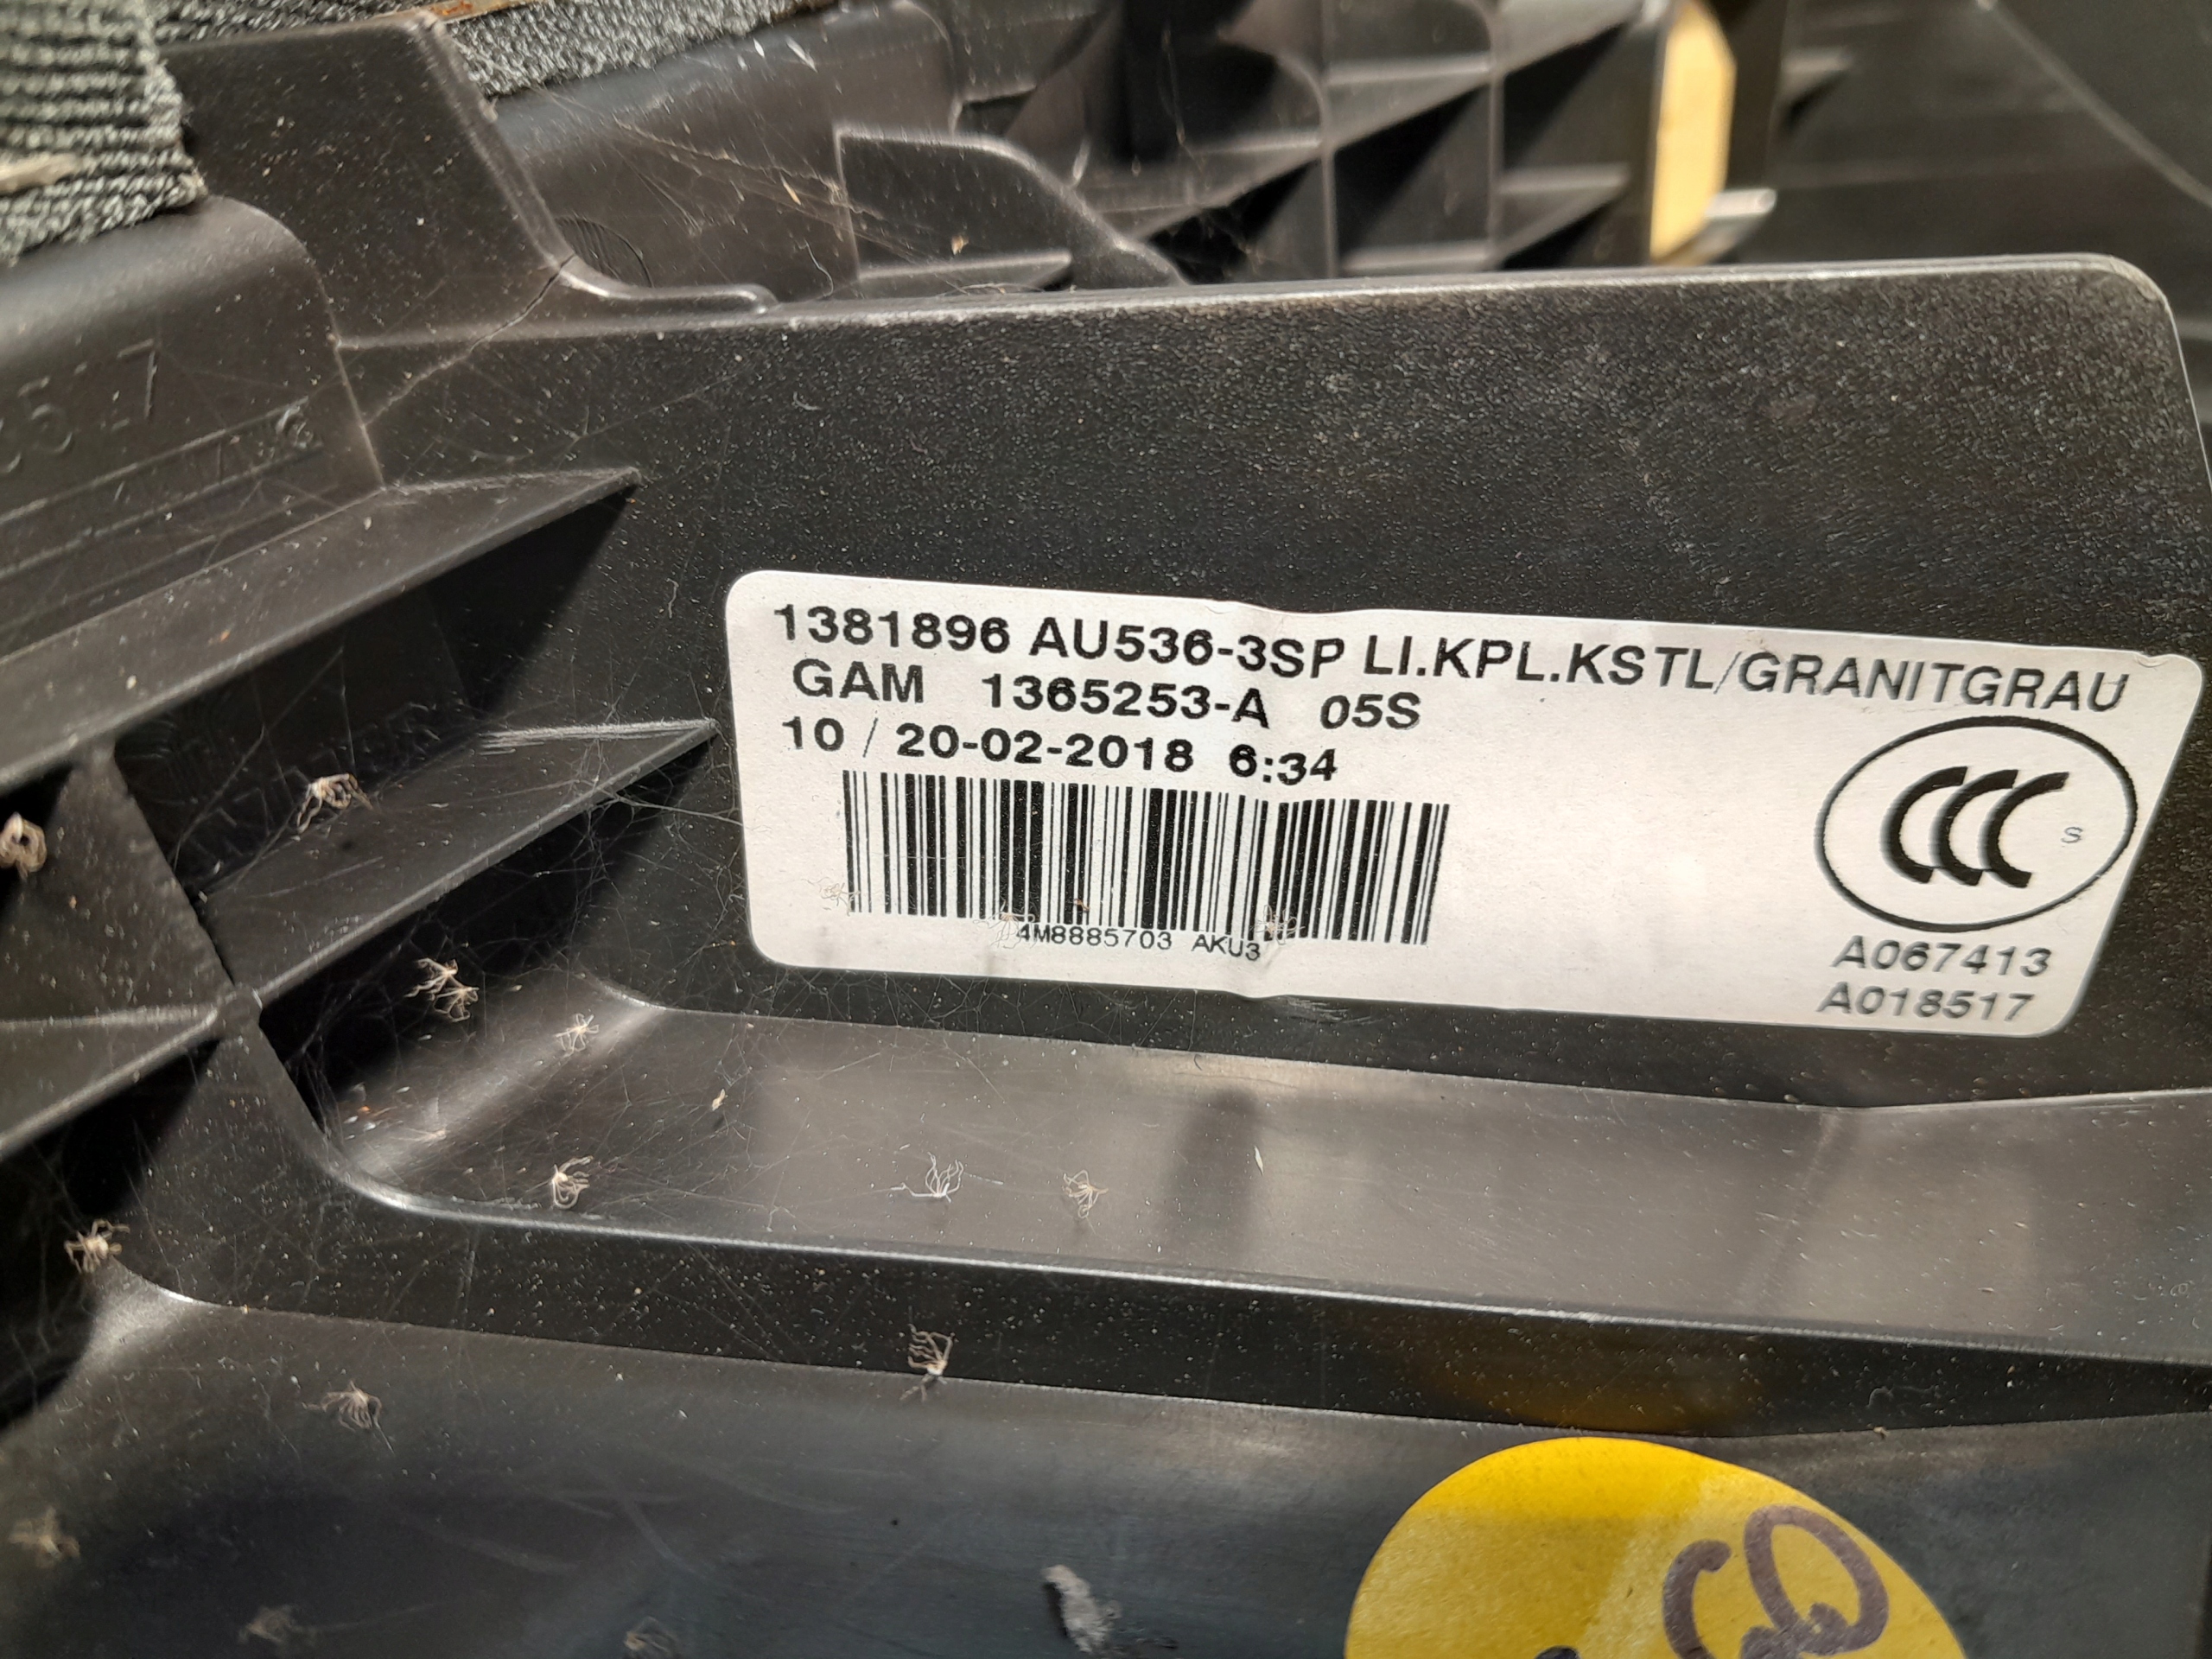 1381896 AU536-3SP LI.KPL.KSTL/GRANITGRAU
GAM 1365253-A 05S
10 / 20-02-2018 6:34
4M8885703 AKU3
CCC
S
A067413
A018517